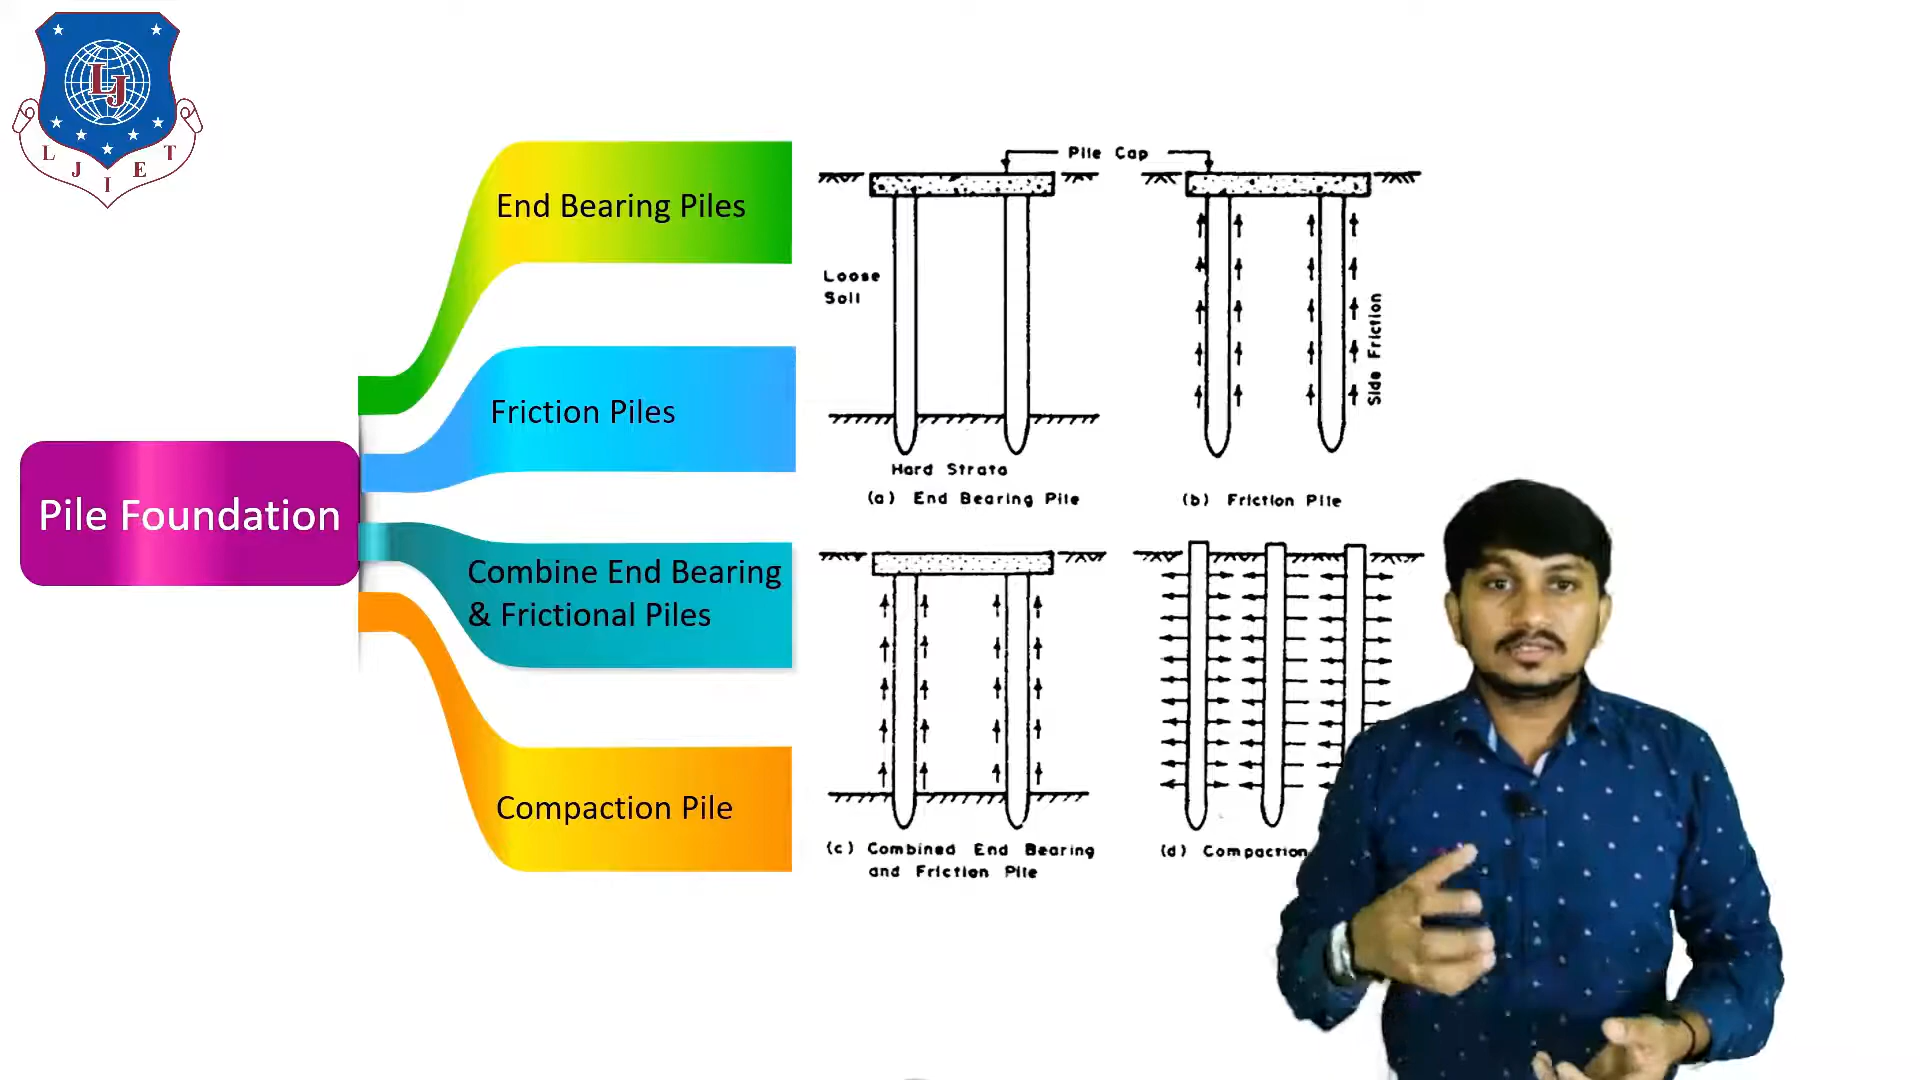 LJ
L J I E T
End Bearing Piles
Friction Piles
Pile Foundation
Combine End Bearing
& Frictional Piles
Compaction Pile
Pile Cap
Loose
Soil
Side Friction
Hard Strata
(a) End Bearing Pile
(b) Friction Pile
(c) Combined End Bearing
and Friction Pile
(d) Compaction